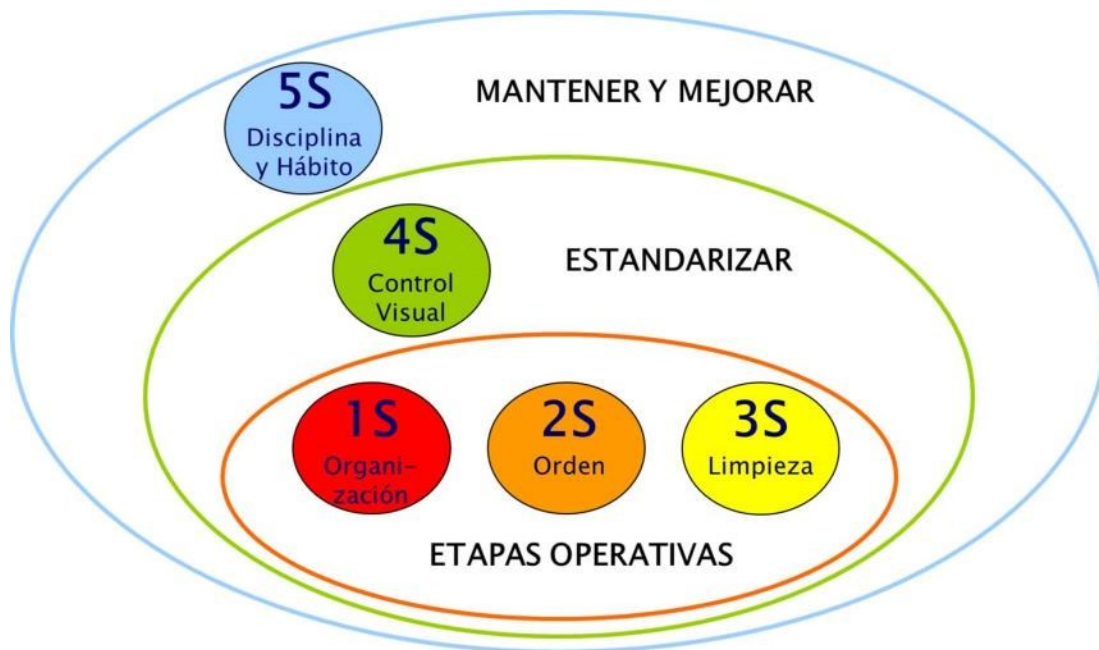 5S
Disciplina
y Hábito
MANTENER Y MEJORAR
4S
Control
Visual
ESTANDARIZAR
1S
Organi-
zación
2S
Orden
3S
Limpieza
ETAPAS OPERATIVAS